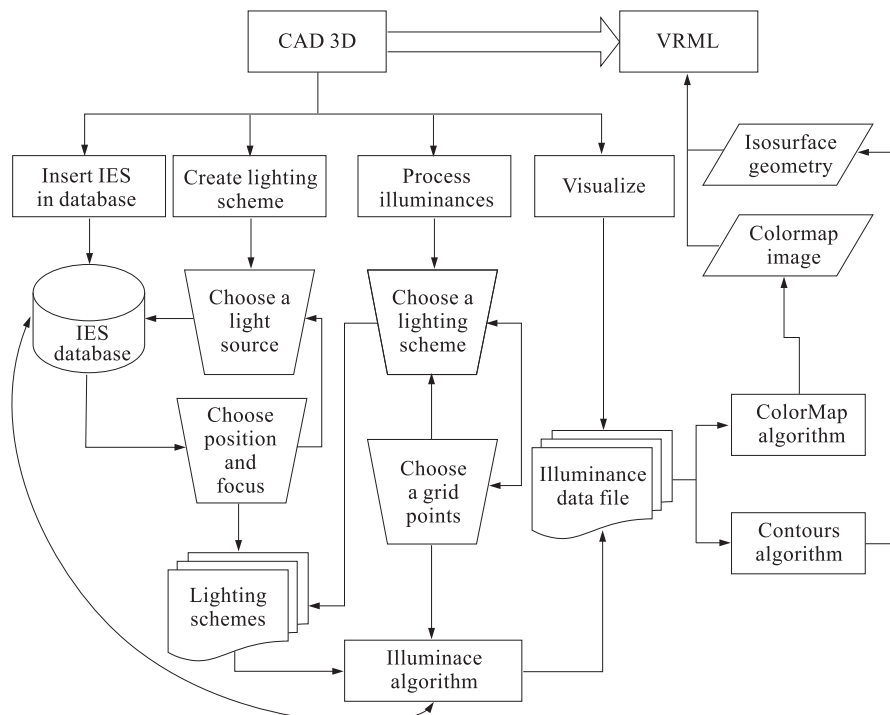 CAD 3D
VRML
Insert IES
in database
Create lighting
scheme
Process
illuminances
Visualize
Isosurface
geometry
Colormap
image
IES
database
Choose a
light
source
Choose a
lighting
scheme
Choose
position
and
focus
Choose
a grid
points
Illuminance
data file
ColorMap
algorithm
Contours
algorithm
Lighting
schemes
Illuminace
algorithm